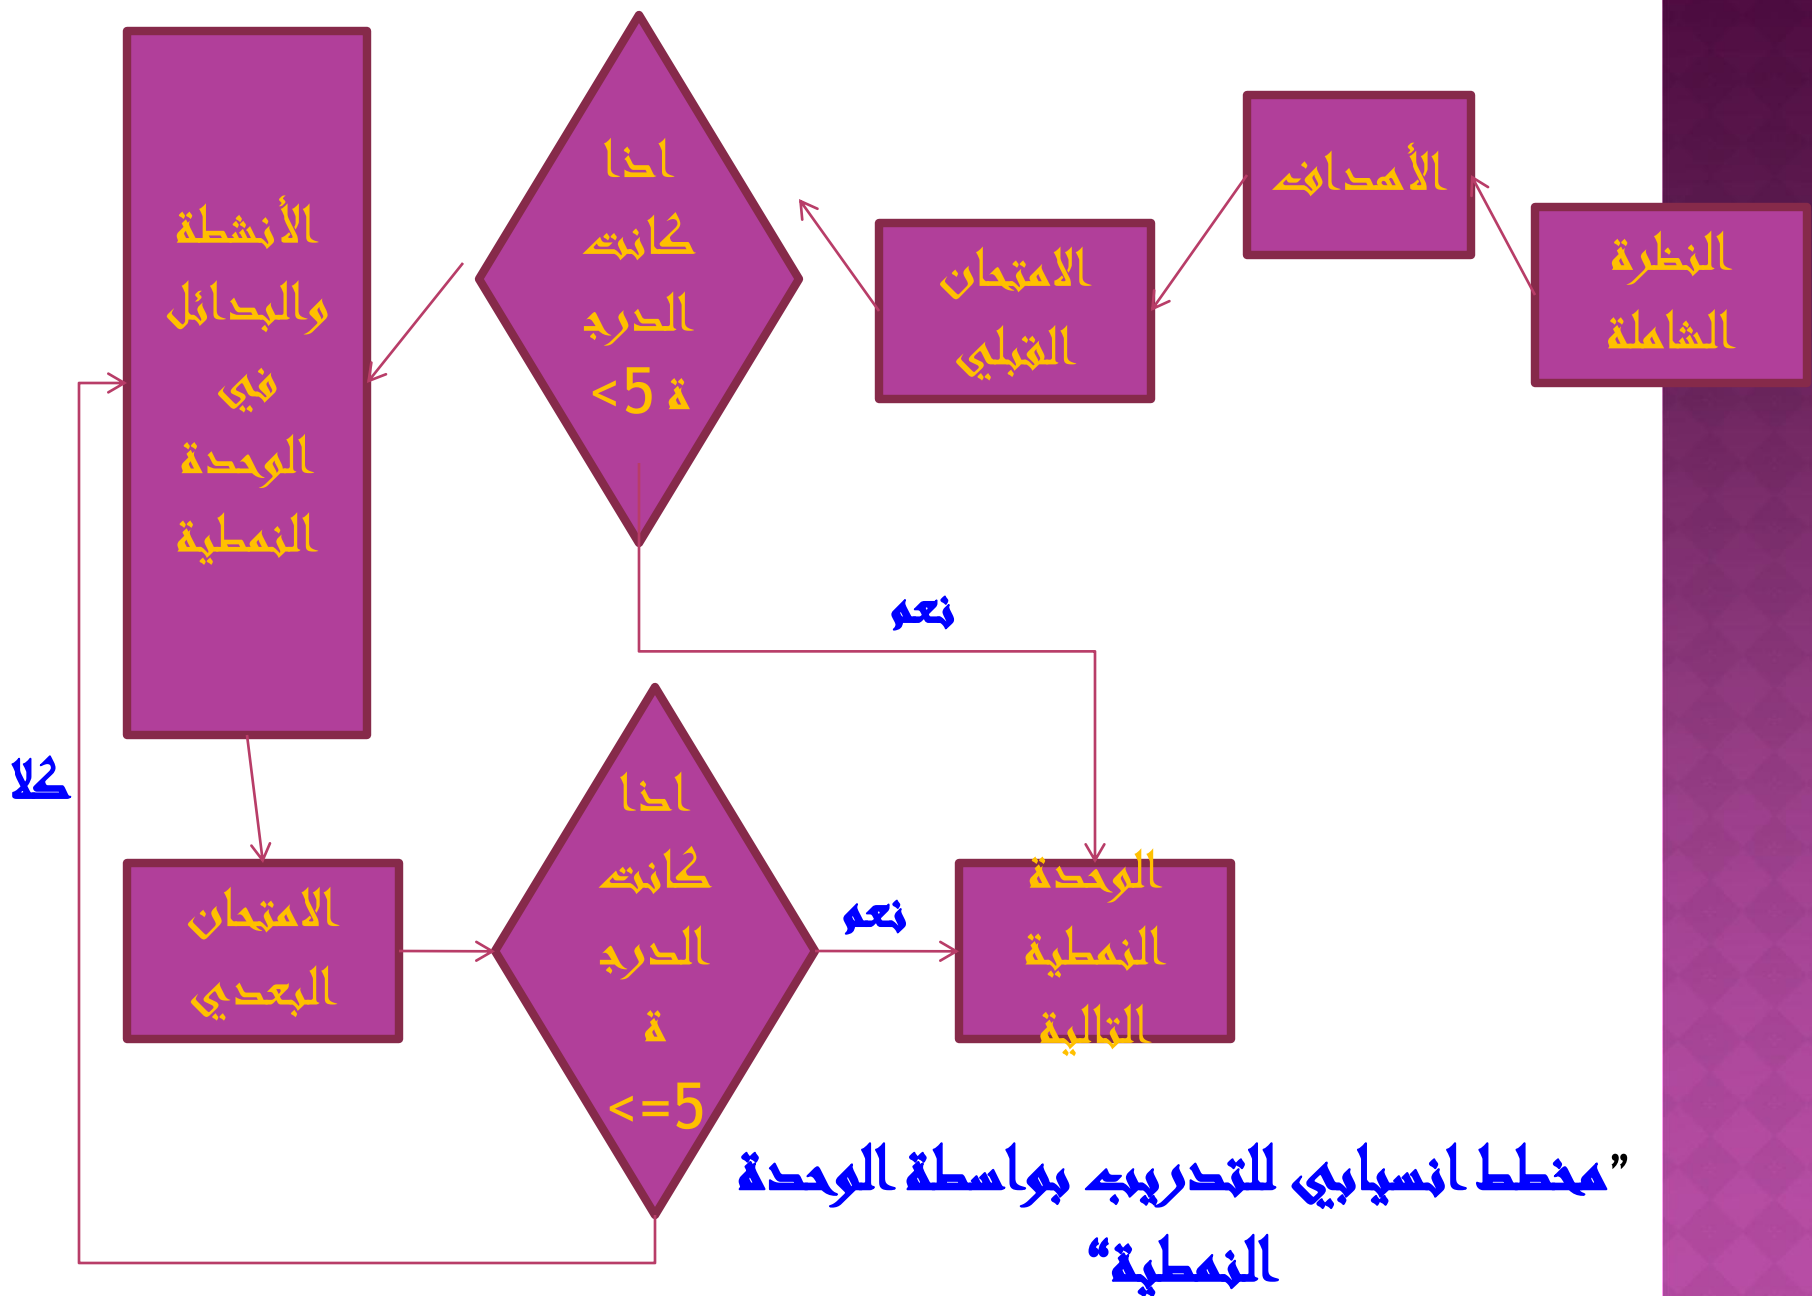 النظرة
الشاملة
الأهداف
الامتحان
القبلي
اذا
كانت
الدرج
ة 5>
الأنشطة
والبدائل
في
الوحدة
النمطية
نعم
كلا
الامتحان
البعدي
اذا
كانت
الدرج
ة
<=5
نعم
الوحدة
النمطية
التالية
”مخطط انسيابي للتدريب بواسطة الوحدة
النمطية“